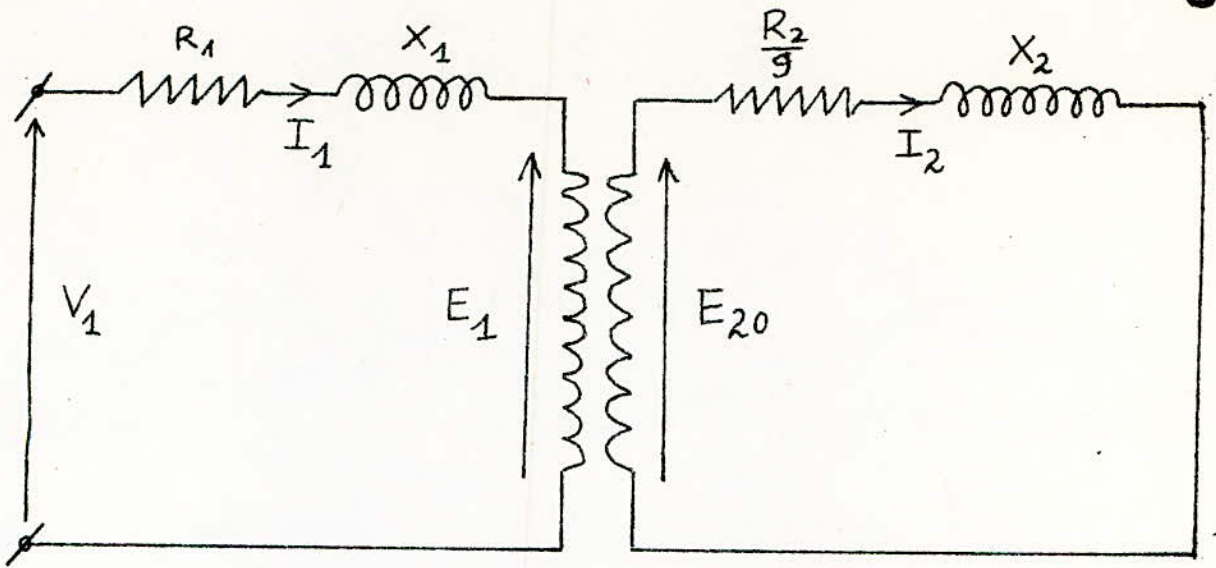 R₁
X₁
R₂/g
X₂
I₁
I₂
V₁
E₁
E₂₀